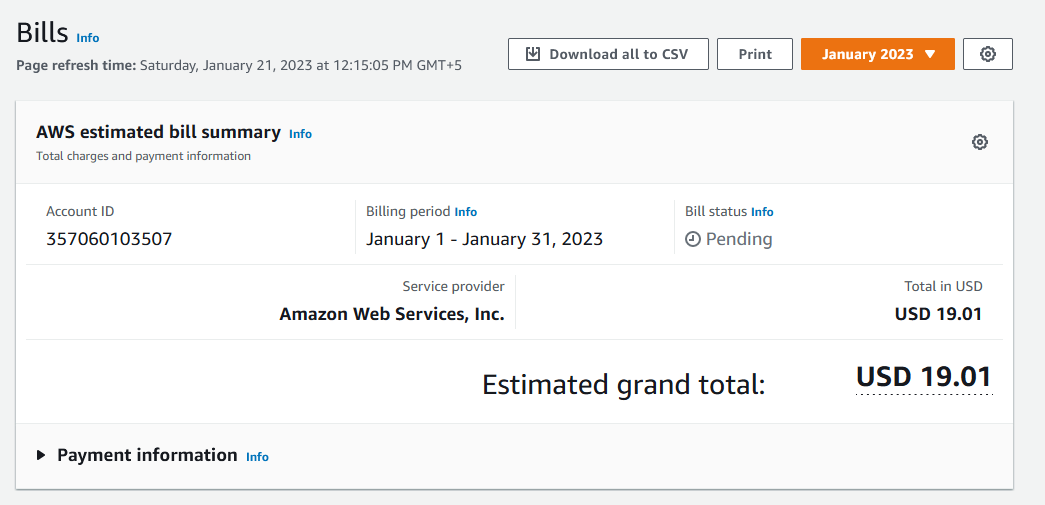 Bills Info
Page refresh time: Saturday, January 21, 2023 at 12:15:05 PM GMT+5
Download all to CSV
Print
January 2023
AWS estimated bill summary Info
Total charges and payment information
Account ID
357060103507
Billing period Info
January 1 - January 31, 2023
Bill status Info
Pending
Service provider
Amazon Web Services, Inc.
Total in USD
USD 19.01
Estimated grand total: USD 19.01
Payment information Info